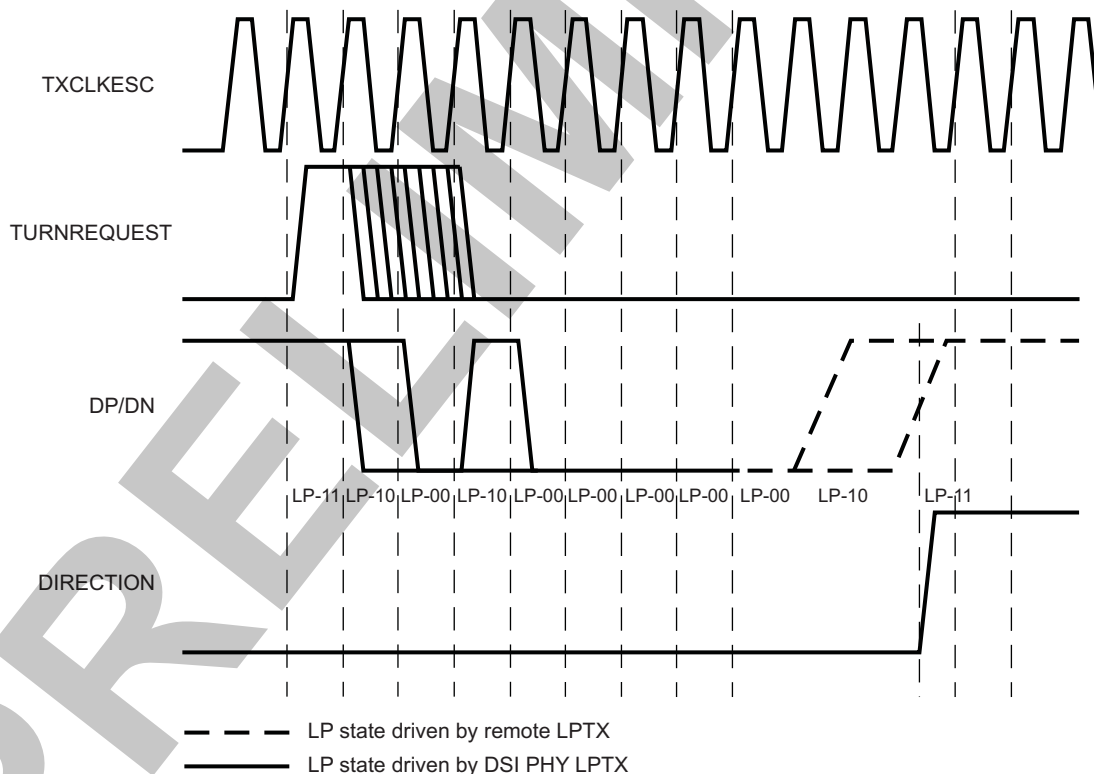 TXCLKESC
TURNREQUEST
DP/DN
LP-11 LP-10 LP-00 LP-10 LP-00 LP-00 LP-00 LP-00 LP-00 LP-10 LP-11
DIRECTION
LP state driven by remote LPTX
LP state driven by DSI PHY LPTX
PRELIM